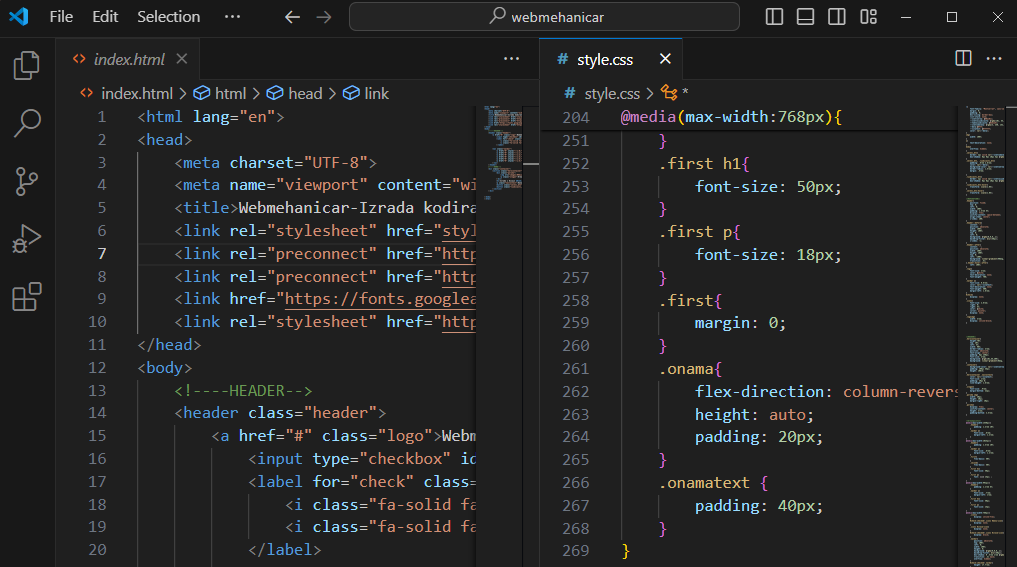 File Edit Selection ··· webmehanicar
index.html
index.html > html > head > link
1 <html lang="en">
2 <head>
3 <meta charset="UTF-8">
4 <meta name="viewport" content="wi
5 <title>Webmehanicar-Izrada kodira
6 <link rel="stylesheet" href="styl
7 <link rel="preconnect" href="http
8 <link rel="preconnect" href="http
9 <link href="https://fonts.googlea
10 <link rel="stylesheet" href="http
11 </head>
12 <body>
13 <!----HEADER-->
14 <header class="header">
15 <a href="#" class="logo">Webm
16 <input type="checkbox" id
17 <label for="check" class=
18 <i class="fa-solid fa
19 <i class="fa-solid fa
20 </label>
# style.css
# style.css > *
204 @media(max-width:768px){
251 }
252 .first h1{
253 font-size: 50px;
254 }
255 .first p{
256 font-size: 18px;
257 }
258 .first{
259 margin: 0;
260 }
261 .onama{
262 flex-direction: column-revers
263 height: auto;
264 padding: 20px;
265 }
266 .onamatext {
267 padding: 40px;
268 }
269 }